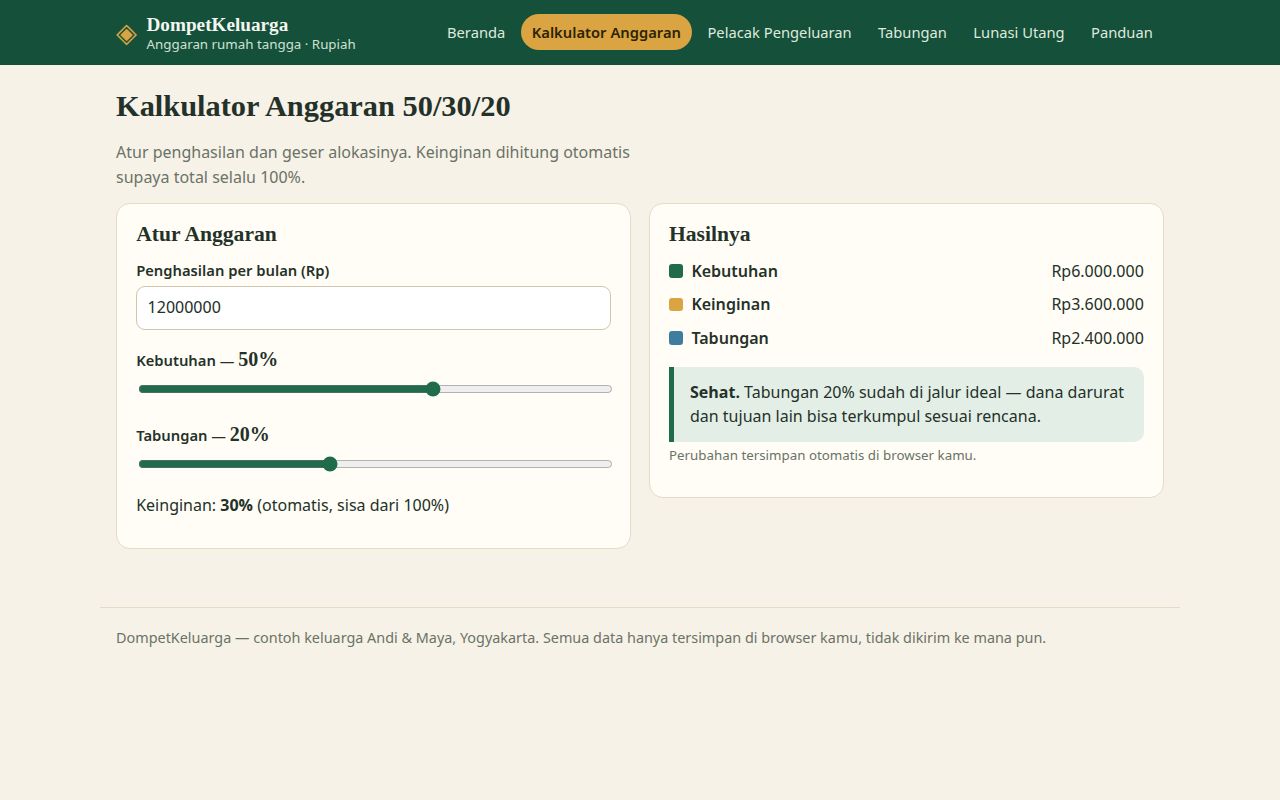 ◈ DompetKeluarga
Anggaran rumah tangga · Rupiah
Beranda
Kalkulator Anggaran
Pelacak Pengeluaran
Tabungan
Lunasi Utang
Panduan
Kalkulator Anggaran 50/30/20
Atur penghasilan dan geser alokasinya. Keinginan dihitung otomatis
supaya total selalu 100%.
Atur Anggaran
Penghasilan per bulan (Rp)
12000000
Kebutuhan — 50%
Tabungan — 20%
Keinginan: 30% (otomatis, sisa dari 100%)
Hasilnya
Kebutuhan Rp6.000.000
Keinginan Rp3.600.000
Tabungan Rp2.400.000
Sehat. Tabungan 20% sudah di jalur ideal — dana darurat
dan tujuan lain bisa terkumpul sesuai rencana.
Perubahan tersimpan otomatis di browser kamu.
DompetKeluarga — contoh keluarga Andi & Maya, Yogyakarta. Semua data hanya tersimpan di browser kamu, tidak dikirim ke mana pun.